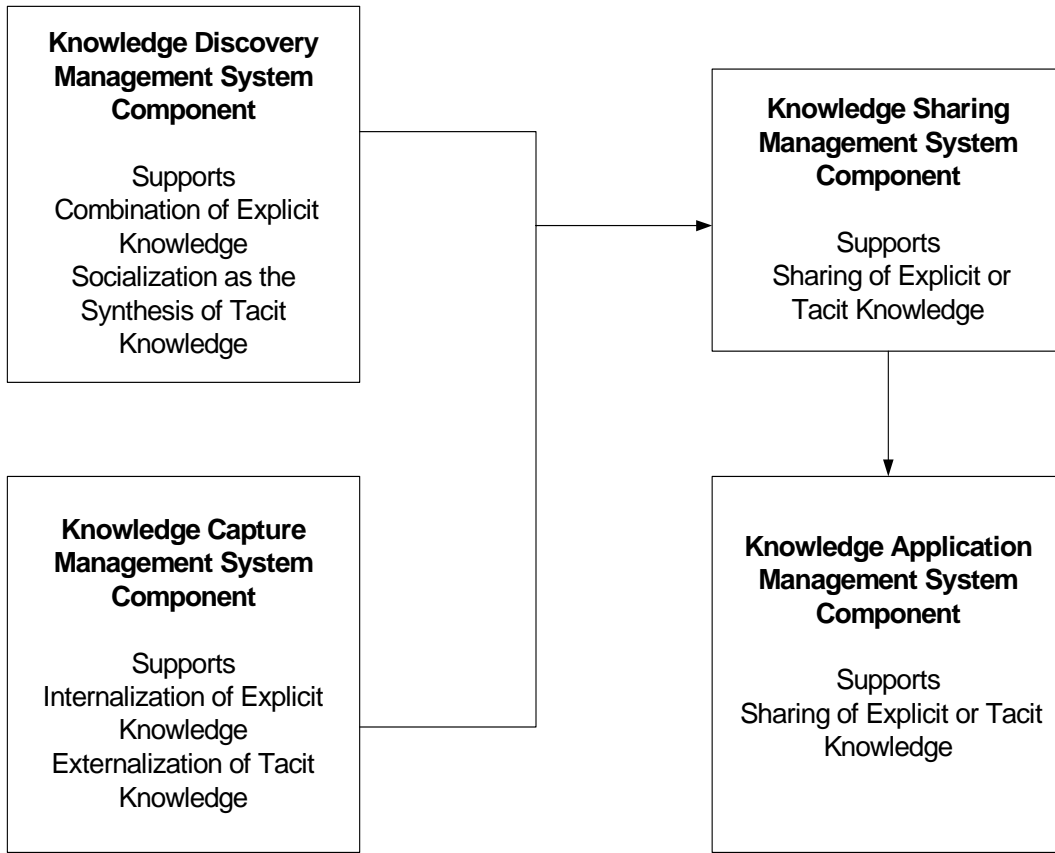 Knowledge Discovery
Management System
Component
Supports
Combination of Explicit
Knowledge
Socialization as the
Synthesis of Tacit
Knowledge
Knowledge Sharing
Management System
Component
Supports
Sharing of Explicit or
Tacit Knowledge
Knowledge Capture
Management System
Component
Supports
Internalization of Explicit
Knowledge
Externalization of Tacit
Knowledge
Knowledge Application
Management System
Component
Supports
Sharing of Explicit or Tacit
Knowledge